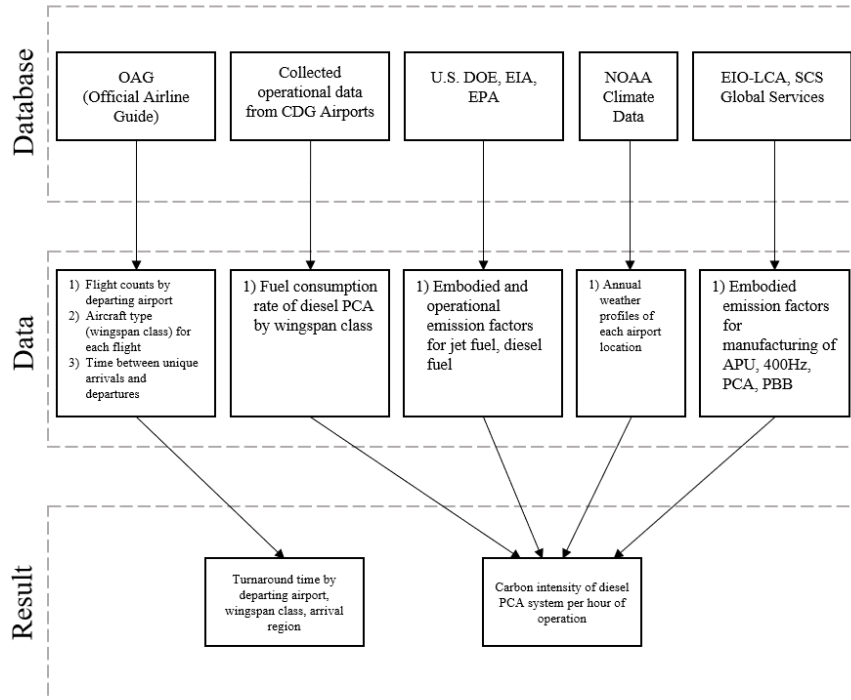 Database
OAG
(Official Airline
Guide)
Collected
operational data
from CDG Airports
U.S. DOE, EIA,
EPA
NOAA
Climate
Data
EIO-LCA, SCS
Global Services
Data
1) Flight counts by
departing airport
2) Aircraft type
(wingspan class) for
each flight
3) Time between unique
arrivals and
departures
1) Fuel consumption
rate of diesel PCA
by wingspan class
1) Embodied and
operational
emission factors
for jet fuel, diesel
fuel
1) Annual
weather
profiles of
each airport
location
1) Embodied
emission factors
for
manufacturing of
APU, 400Hz,
PCA, PBB
Result
Turnaround time by
departing airport,
wingspan class, arrival
region
Carbon intensity of diesel
PCA system per hour of
operation